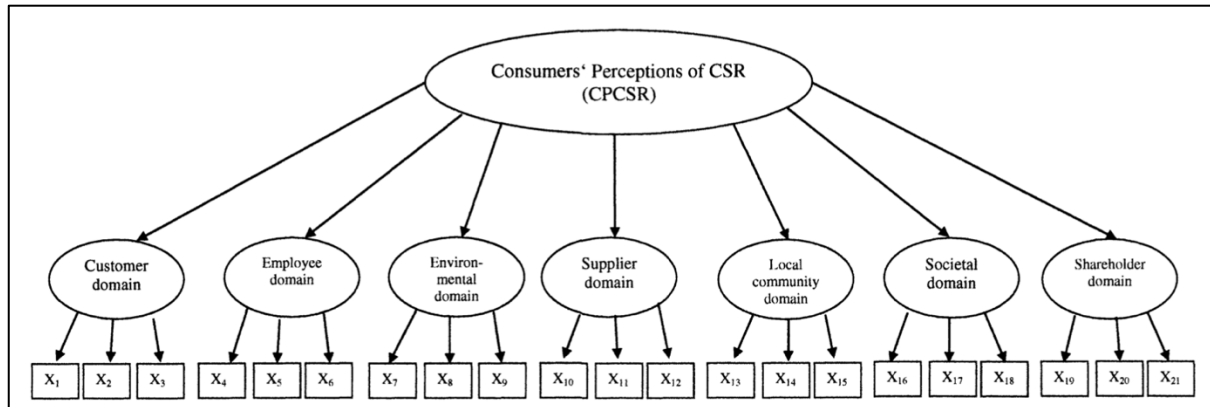 Consumers‘ Perceptions of CSR
(CPCSR)
Customer
domain
Employee
domain
Environ-
mental
domain
Supplier
domain
Local
community
domain
Societal
domain
Shareholder
domain
X₁ X₂ X₃ X₄ X₅ X₆ X₇ X₈ X₉ X₁₀ X₁₁ X₁₂ X₁₃ X₁₄ X₁₅ X₁₆ X₁₇ X₁₈ X₁₉ X₂₀ X₂₁